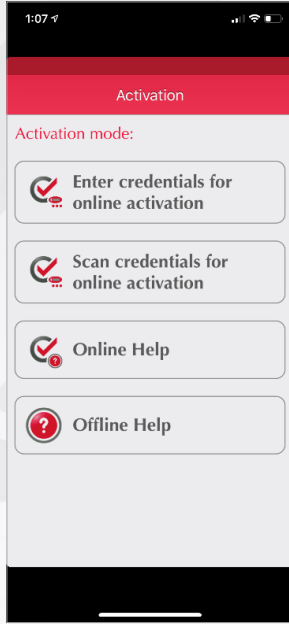 1:07
Activation
Activation mode:
Enter credentials for
online activation
Scan credentials for
online activation
Online Help
Offline Help